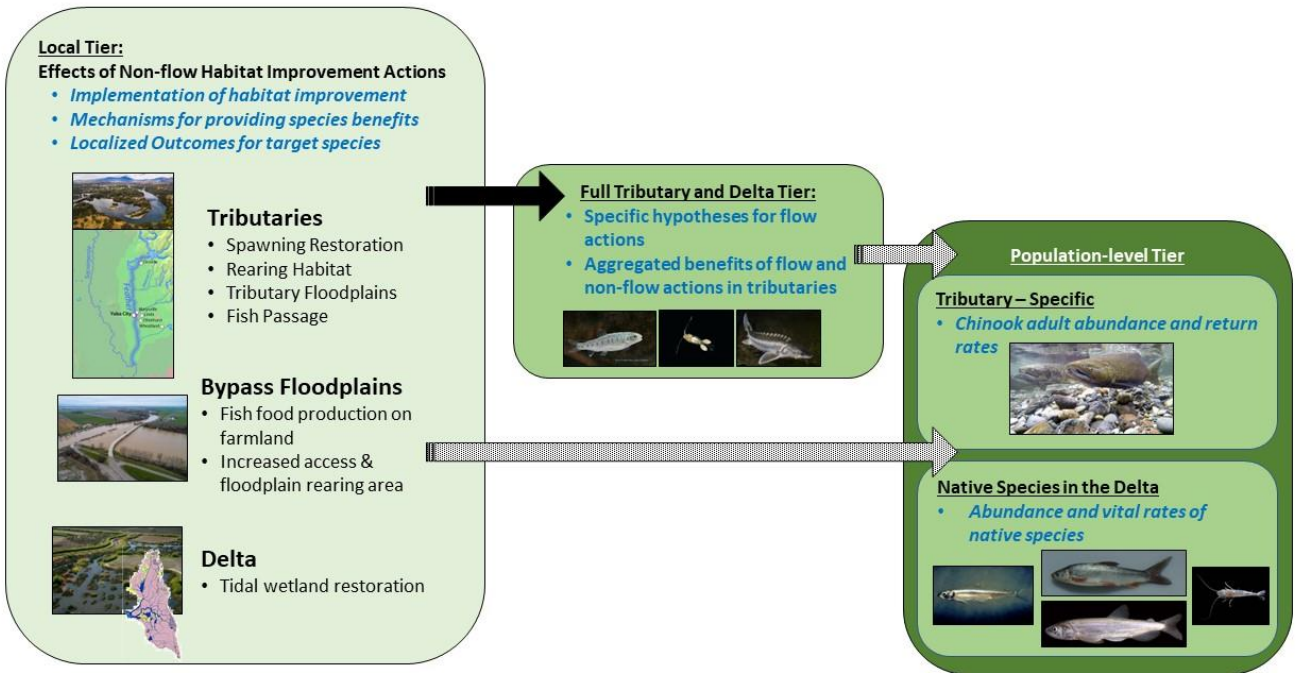 Local Tier:
Effects of Non-flow Habitat Improvement Actions
• Implementation of habitat improvement
• Mechanisms for providing species benefits
• Localized Outcomes for target species
Tributaries
• Spawning Restoration
• Rearing Habitat
• Tributary Floodplains
• Fish Passage
Yuba City
Feather
Bypass Floodplains
• Fish food production on
farmland
• Increased access &
floodplain rearing area
Delta
• Tidal wetland restoration
Full Tributary and Delta Tier:
• Specific hypotheses for flow
actions
• Aggregated benefits of flow and
non-flow actions in tributaries
Population-level Tier
Tributary – Specific
• Chinook adult abundance and return
rates
Native Species in the Delta
• Abundance and vital rates of
native species